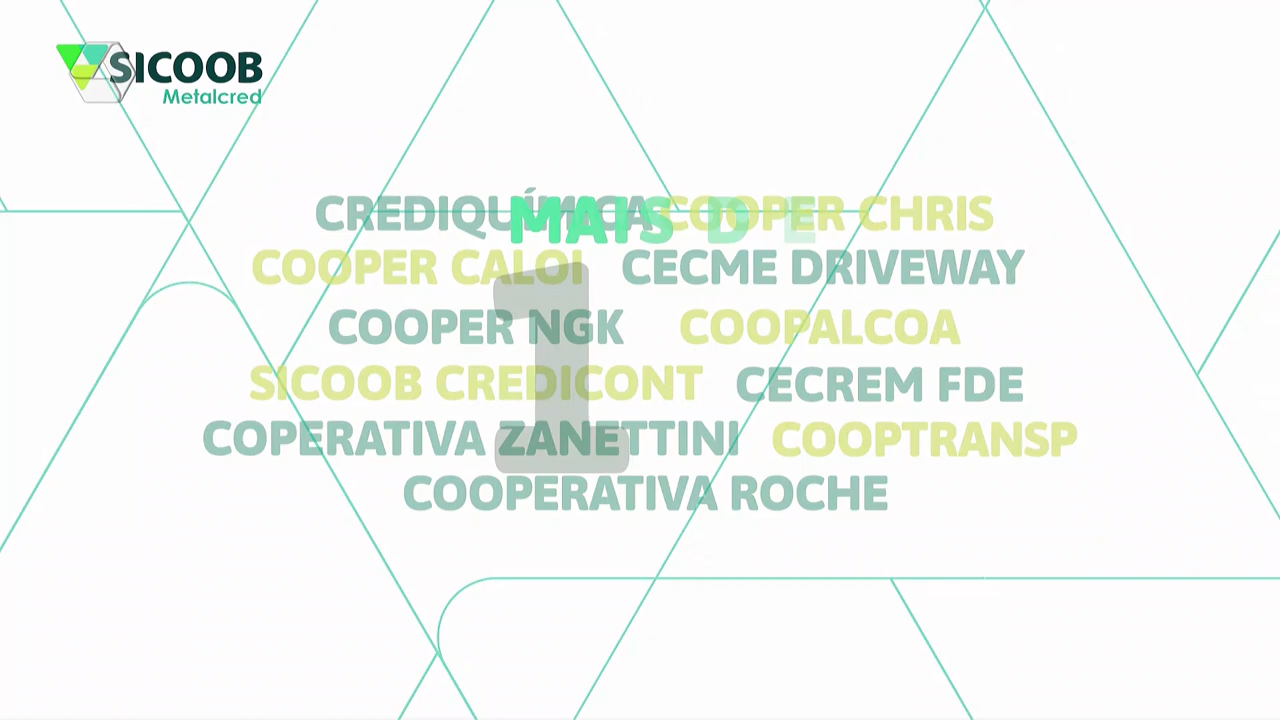 SICOOB
Metalcred
CREDIQUÍMICA COOPER CHRIS
MAIS DE
COOPER CALOI CECME DRIVEWAY
1
COOPER NGK COOPALCOA
SICOOB CREDICONT CECREM FDE
COPERATIVA ZANETTINI COOPTRANSP
COOPERATIVA ROCHE